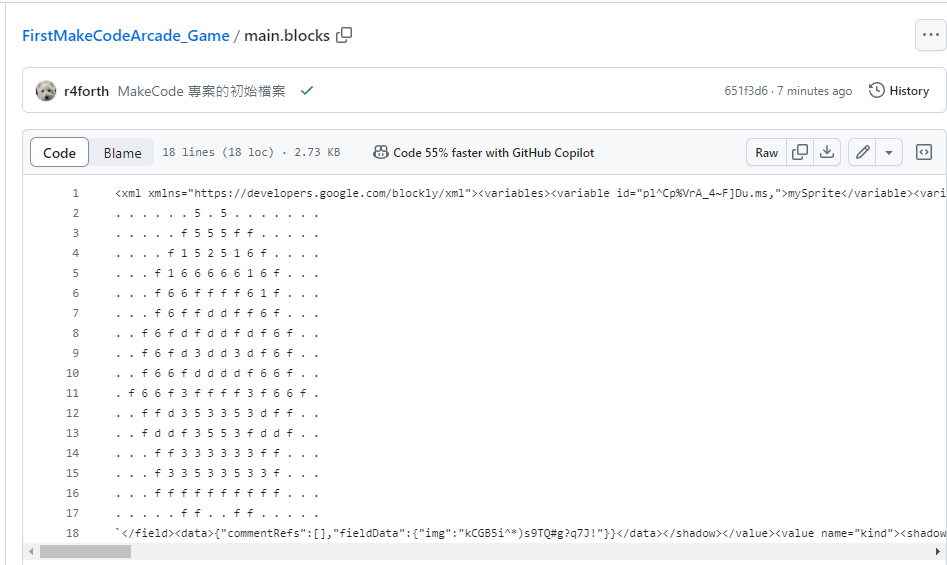 FirstMakeCodeArcade_Game / main.blocks
r4forth MakeCode 專案的初始檔案 651f3d6 · 7 minutes ago History
Code Blame 18 lines (18 loc) · 2.73 KB Code 55% faster with GitHub Copilot Raw
1 <xml xmlns="https://developers.google.com/blockly/xml"><variables><variable id="pl^Cp%VrA_4~F]Du.ms,">mySprite</variable><vari
2 . . . . . . 5 . 5 . . . . . . .
3 . . . . . f 5 5 5 f f . . . . .
4 . . . . f 1 5 2 5 1 6 f . . . .
5 . . . f 1 6 6 6 6 6 1 6 f . . .
6 . . . f 6 6 f f f f 6 1 f . . .
7 . . . f 6 f f d d f f 6 f . . .
8 . . f 6 f d f d d f d f 6 f . .
9 . . f 6 f d 3 d d 3 d f 6 f . .
10 . . f 6 6 f d d d d f 6 6 f . .
11 . f 6 6 f 3 f f f f 3 f 6 6 f .
12 . . f f d 3 5 3 3 5 3 d f f . .
13 . . f d d f 3 5 5 3 f d d f . .
14 . . . f f 3 3 3 3 3 3 f f . . .
15 . . . f 3 3 5 3 3 5 3 3 f . . .
16 . . . f f f f f f f f f f . . .
17 . . . . . f f . . f f . . . . .
18 `</field><data>{"commentRefs":[],"fieldData":{"img":"kCGB5i^*)s9TQ#g?q7J!"}}</data></shadow></value><value name="kind"><shadow